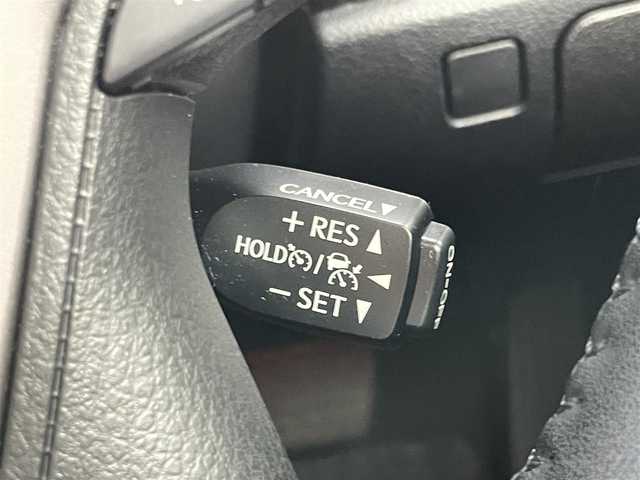 CANCEL▼
+ RES ▲
HOLD / ◀
− SET ▼
ON–OFF